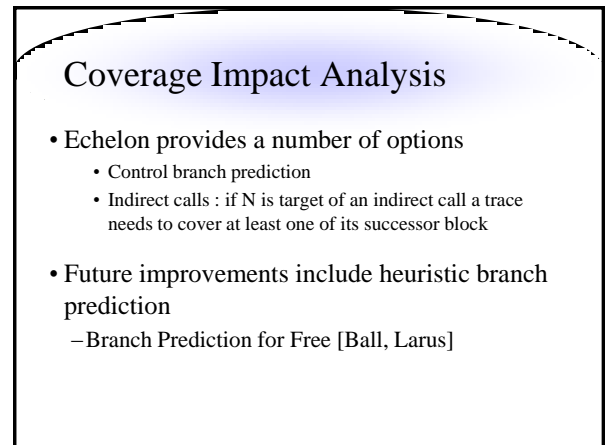 Coverage Impact Analysis
• Echelon provides a number of options
• Control branch prediction
• Indirect calls : if N is target of an indirect call a trace
needs to cover at least one of its successor block
• Future improvements include heuristic branch
prediction
–Branch Prediction for Free [Ball, Larus]